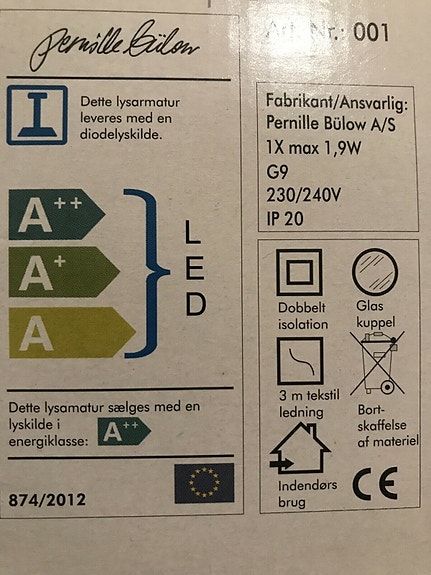 Pernille Bülow
Art. Nr.: 001
Dette lysarmatur
leveres med en
diodelyskilde.
A++
A+
A
LED
Dette lysamatur sælges med en
lyskilde i
energiklasse: A++
874/2012
Fabrikant/Ansvarlig:
Pernille Bülow A/S
1X max 1,9W
G9
230/240V
IP 20
Dobbelt
isolation
Glas
kuppel
3 m tekstil
ledning
Bort-
skaffelse
af materiel
Indendørs
brug
CE